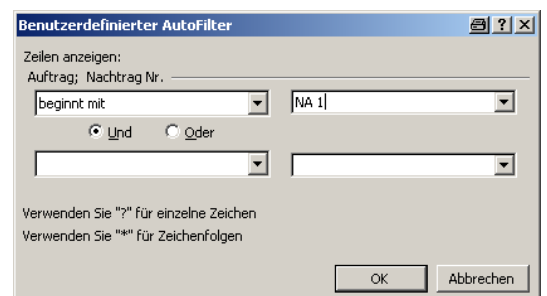 Benutzerdefinierter AutoFilter
Zeilen anzeigen:
Auftrag; Nachtrag Nr.
beginnt mit NA 1
Und Oder
Verwenden Sie "?" für einzelne Zeichen
Verwenden Sie "*" für Zeichenfolgen
OK Abbrechen